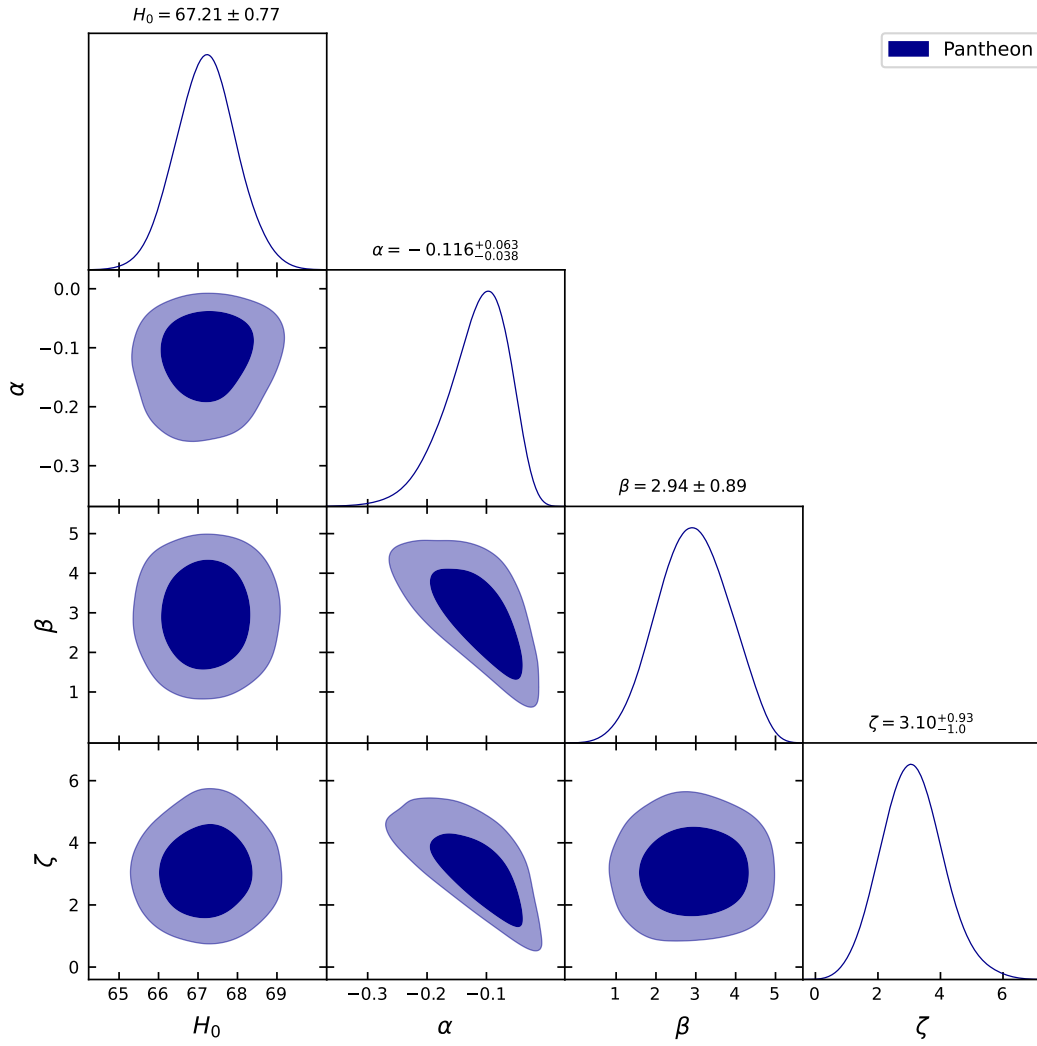 H₀ = 67.21 ± 0.77
Pantheon
α = −0.116⁺⁰·⁰⁶³₋₀.₀₃₈
0.0
−0.1
−0.2
−0.3
α
β = 2.94 ± 0.89
5
4
3
2
1
β
ζ = 3.10⁺⁰·⁹³₋₁.₀
6
4
2
0
ζ
65 66 67 68 69
−0.3 −0.2 −0.1
1 2 3 4 5
0 2 4 6
H₀
α
β
ζ